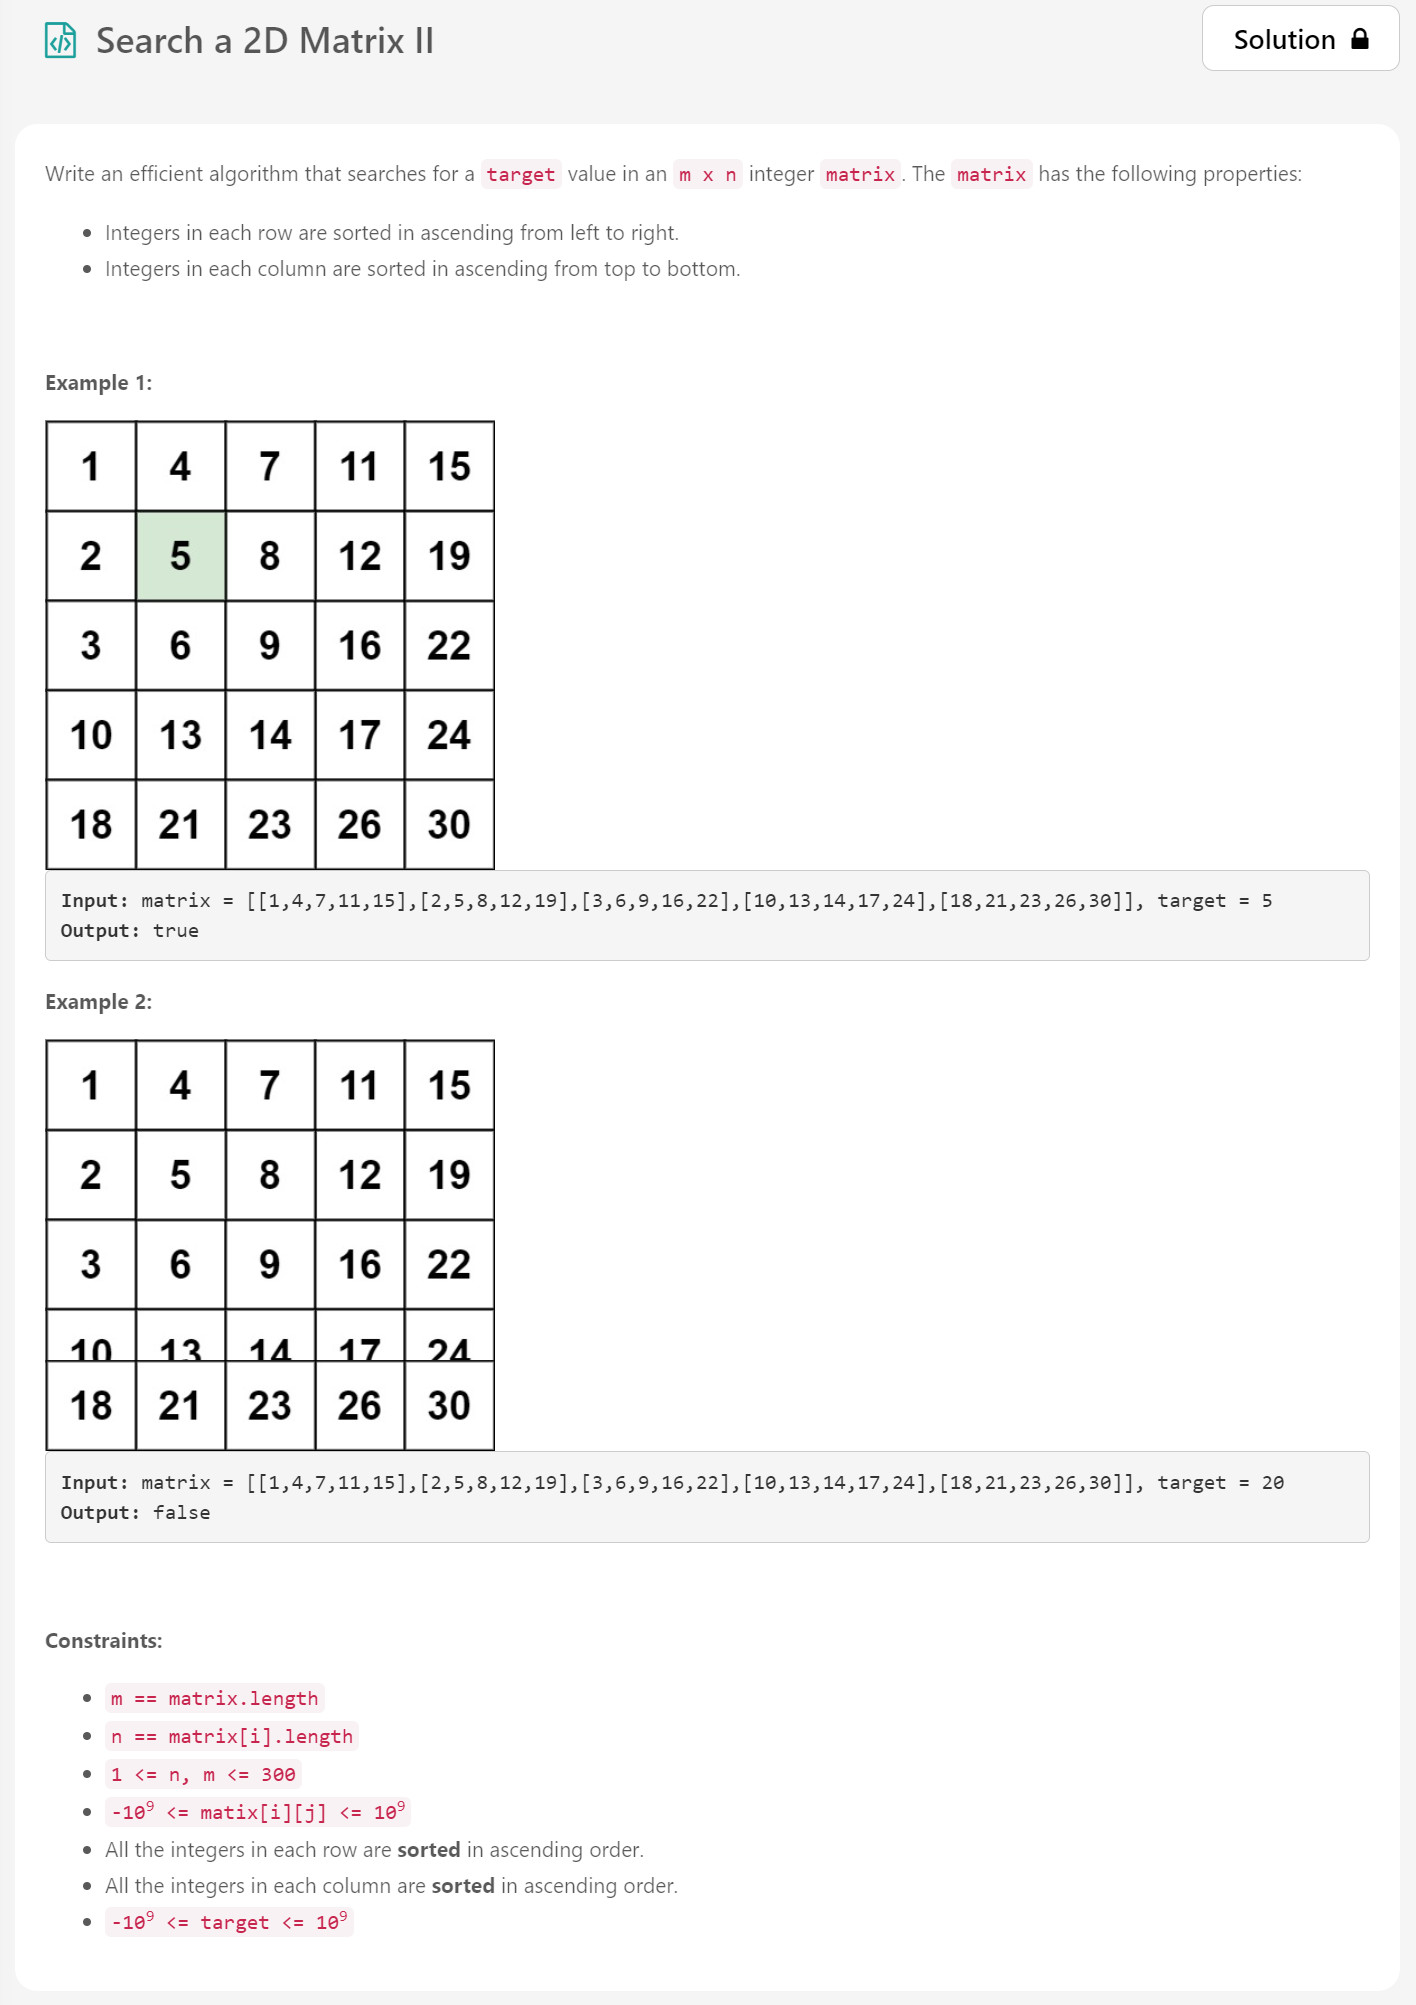 Search a 2D Matrix II
Solution
Write an efficient algorithm that searches for a target value in an m x n integer matrix. The matrix has the following properties:
Integers in each row are sorted in ascending from left to right.
Integers in each column are sorted in ascending from top to bottom.
Example 1:
1 4 7 11 15
2 5 8 12 19
3 6 9 16 22
10 13 14 17 24
18 21 23 26 30
Input: matrix = [[1,4,7,11,15],[2,5,8,12,19],[3,6,9,16,22],[10,13,14,17,24],[18,21,23,26,30]], target = 5
Output: true
Example 2:
1 4 7 11 15
2 5 8 12 19
3 6 9 16 22
10 13 14 17 24
18 21 23 26 30
Input: matrix = [[1,4,7,11,15],[2,5,8,12,19],[3,6,9,16,22],[10,13,14,17,24],[18,21,23,26,30]], target = 20
Output: false
Constraints:
m == matrix.length
n == matrix[i].length
1 <= n, m <= 300
-10⁹ <= matix[i][j] <= 10⁹
All the integers in each row are sorted in ascending order.
All the integers in each column are sorted in ascending order.
-10⁹ <= target <= 10⁹